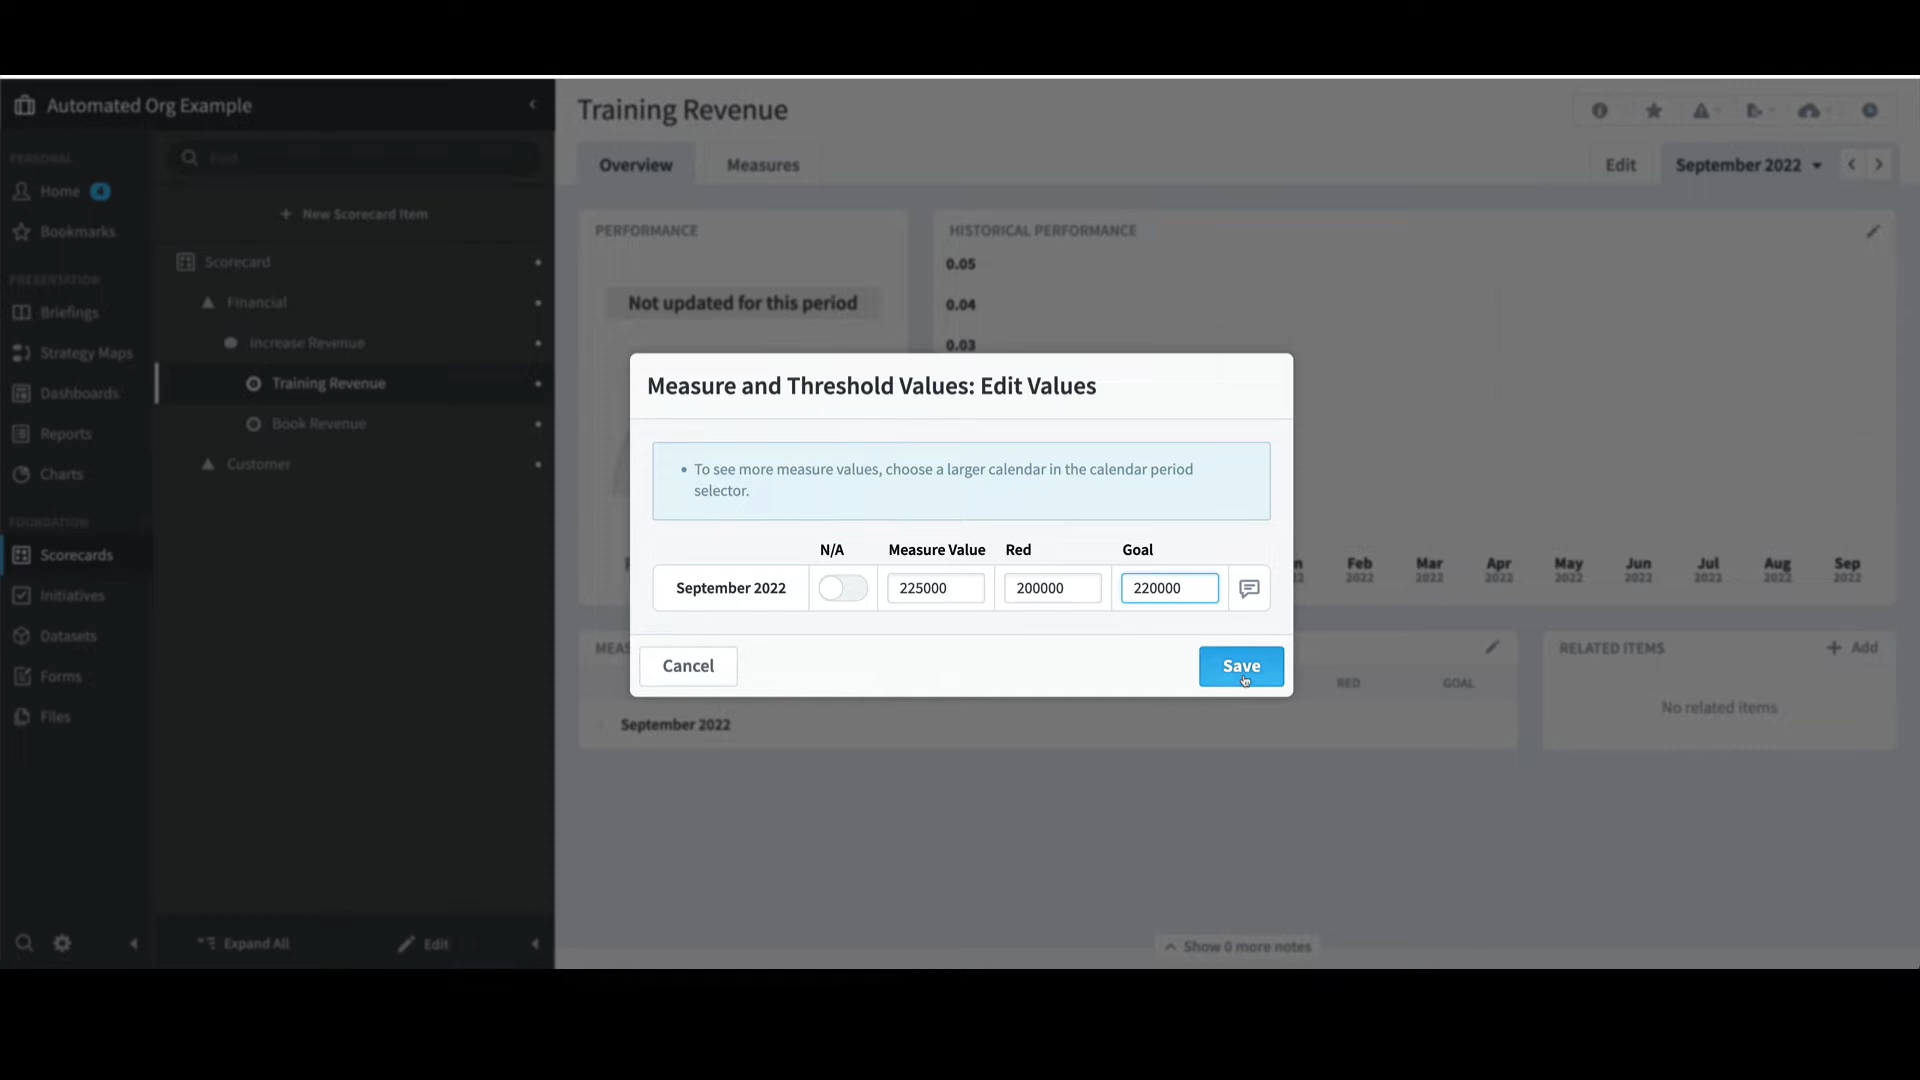 Automated Org Example
PERSONAL
Home 4
Bookmarks
PRESENTATION
Briefings
Strategy Maps
Dashboards
Reports
Charts
FOUNDATION
Scorecards
Initiatives
Datasets
Forms
Files
Find
New Scorecard Item
Scorecard
Financial
Increase Revenue
Training Revenue
Book Revenue
Customer
Expand All
Edit
Training Revenue
Overview
Measures
Edit
September 2022
PERFORMANCE
Not updated for this period
HISTORICAL PERFORMANCE
0.05
0.04
0.03
Measure and Threshold Values: Edit Values
• To see more measure values, choose a larger calendar in the calendar period
selector.
N/A Measure Value Red Goal
September 2022 225000 200000 220000
Cancel
Save
Feb Mar Apr May Jun Jul Aug Sep
2022 2022 2022 2022 2022 2022 2022 2022
RED GOAL
September 2022
RELATED ITEMS
Add
No related items
Show 0 more notes